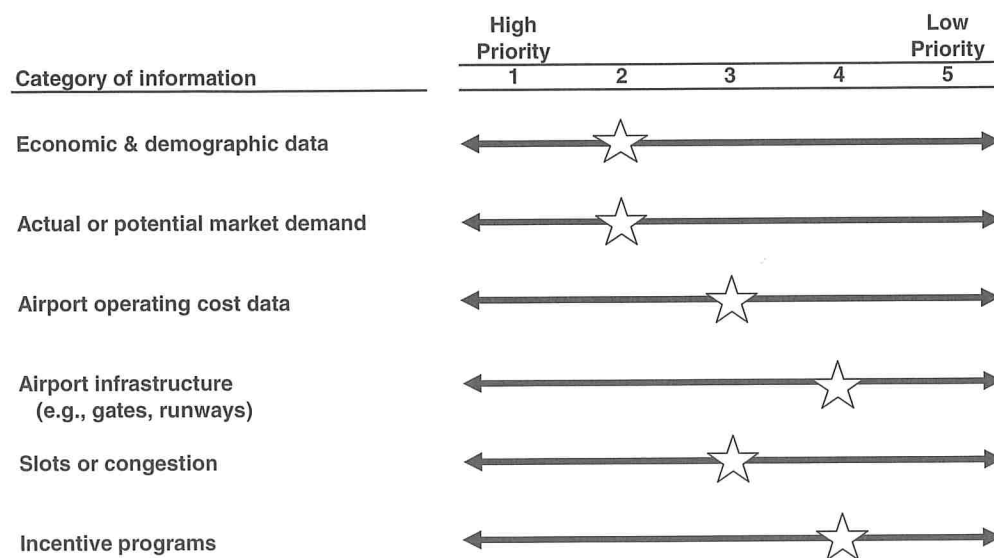 High Low
Priority Priority
Category of information 1 2 3 4 5
Economic & demographic data
Actual or potential market demand
Airport operating cost data
Airport infrastructure
(e.g., gates, runways)
Slots or congestion
Incentive programs